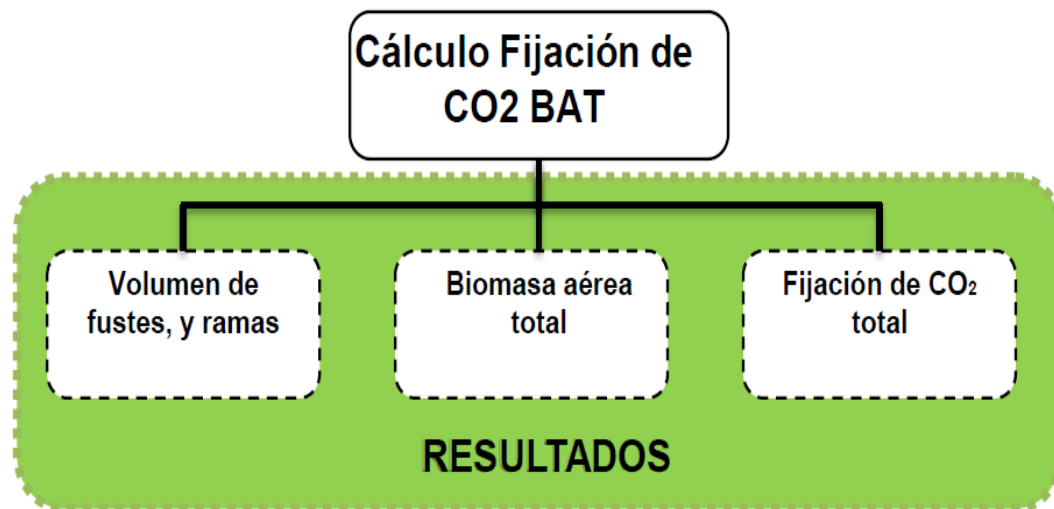 Cálculo Fijación de
CO2 BAT
Volumen de
fustes, y ramas
Biomasa aérea
total
Fijación de CO₂
total
RESULTADOS